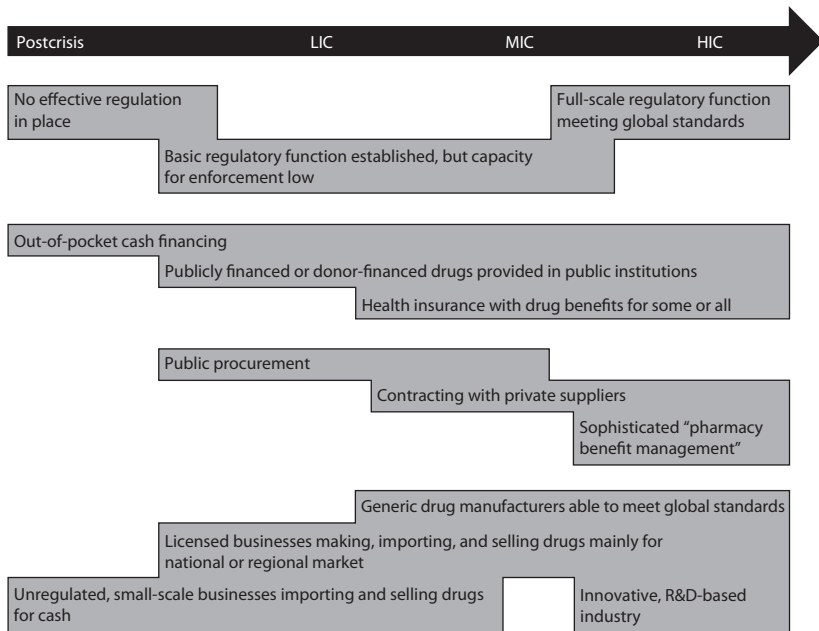 Postcrisis LIC MIC HIC
No effective regulation
in place
Full-scale regulatory function
meeting global standards
Basic regulatory function established, but capacity
for enforcement low
Out-of-pocket cash financing
Publicly financed or donor-financed drugs provided in public institutions
Health insurance with drug benefits for some or all
Public procurement
Contracting with private suppliers
Sophisticated “pharmacy
benefit management”
Generic drug manufacturers able to meet global standards
Licensed businesses making, importing, and selling drugs mainly for
national or regional market
Unregulated, small-scale businesses importing and selling drugs
for cash
Innovative, R&D-based
industry